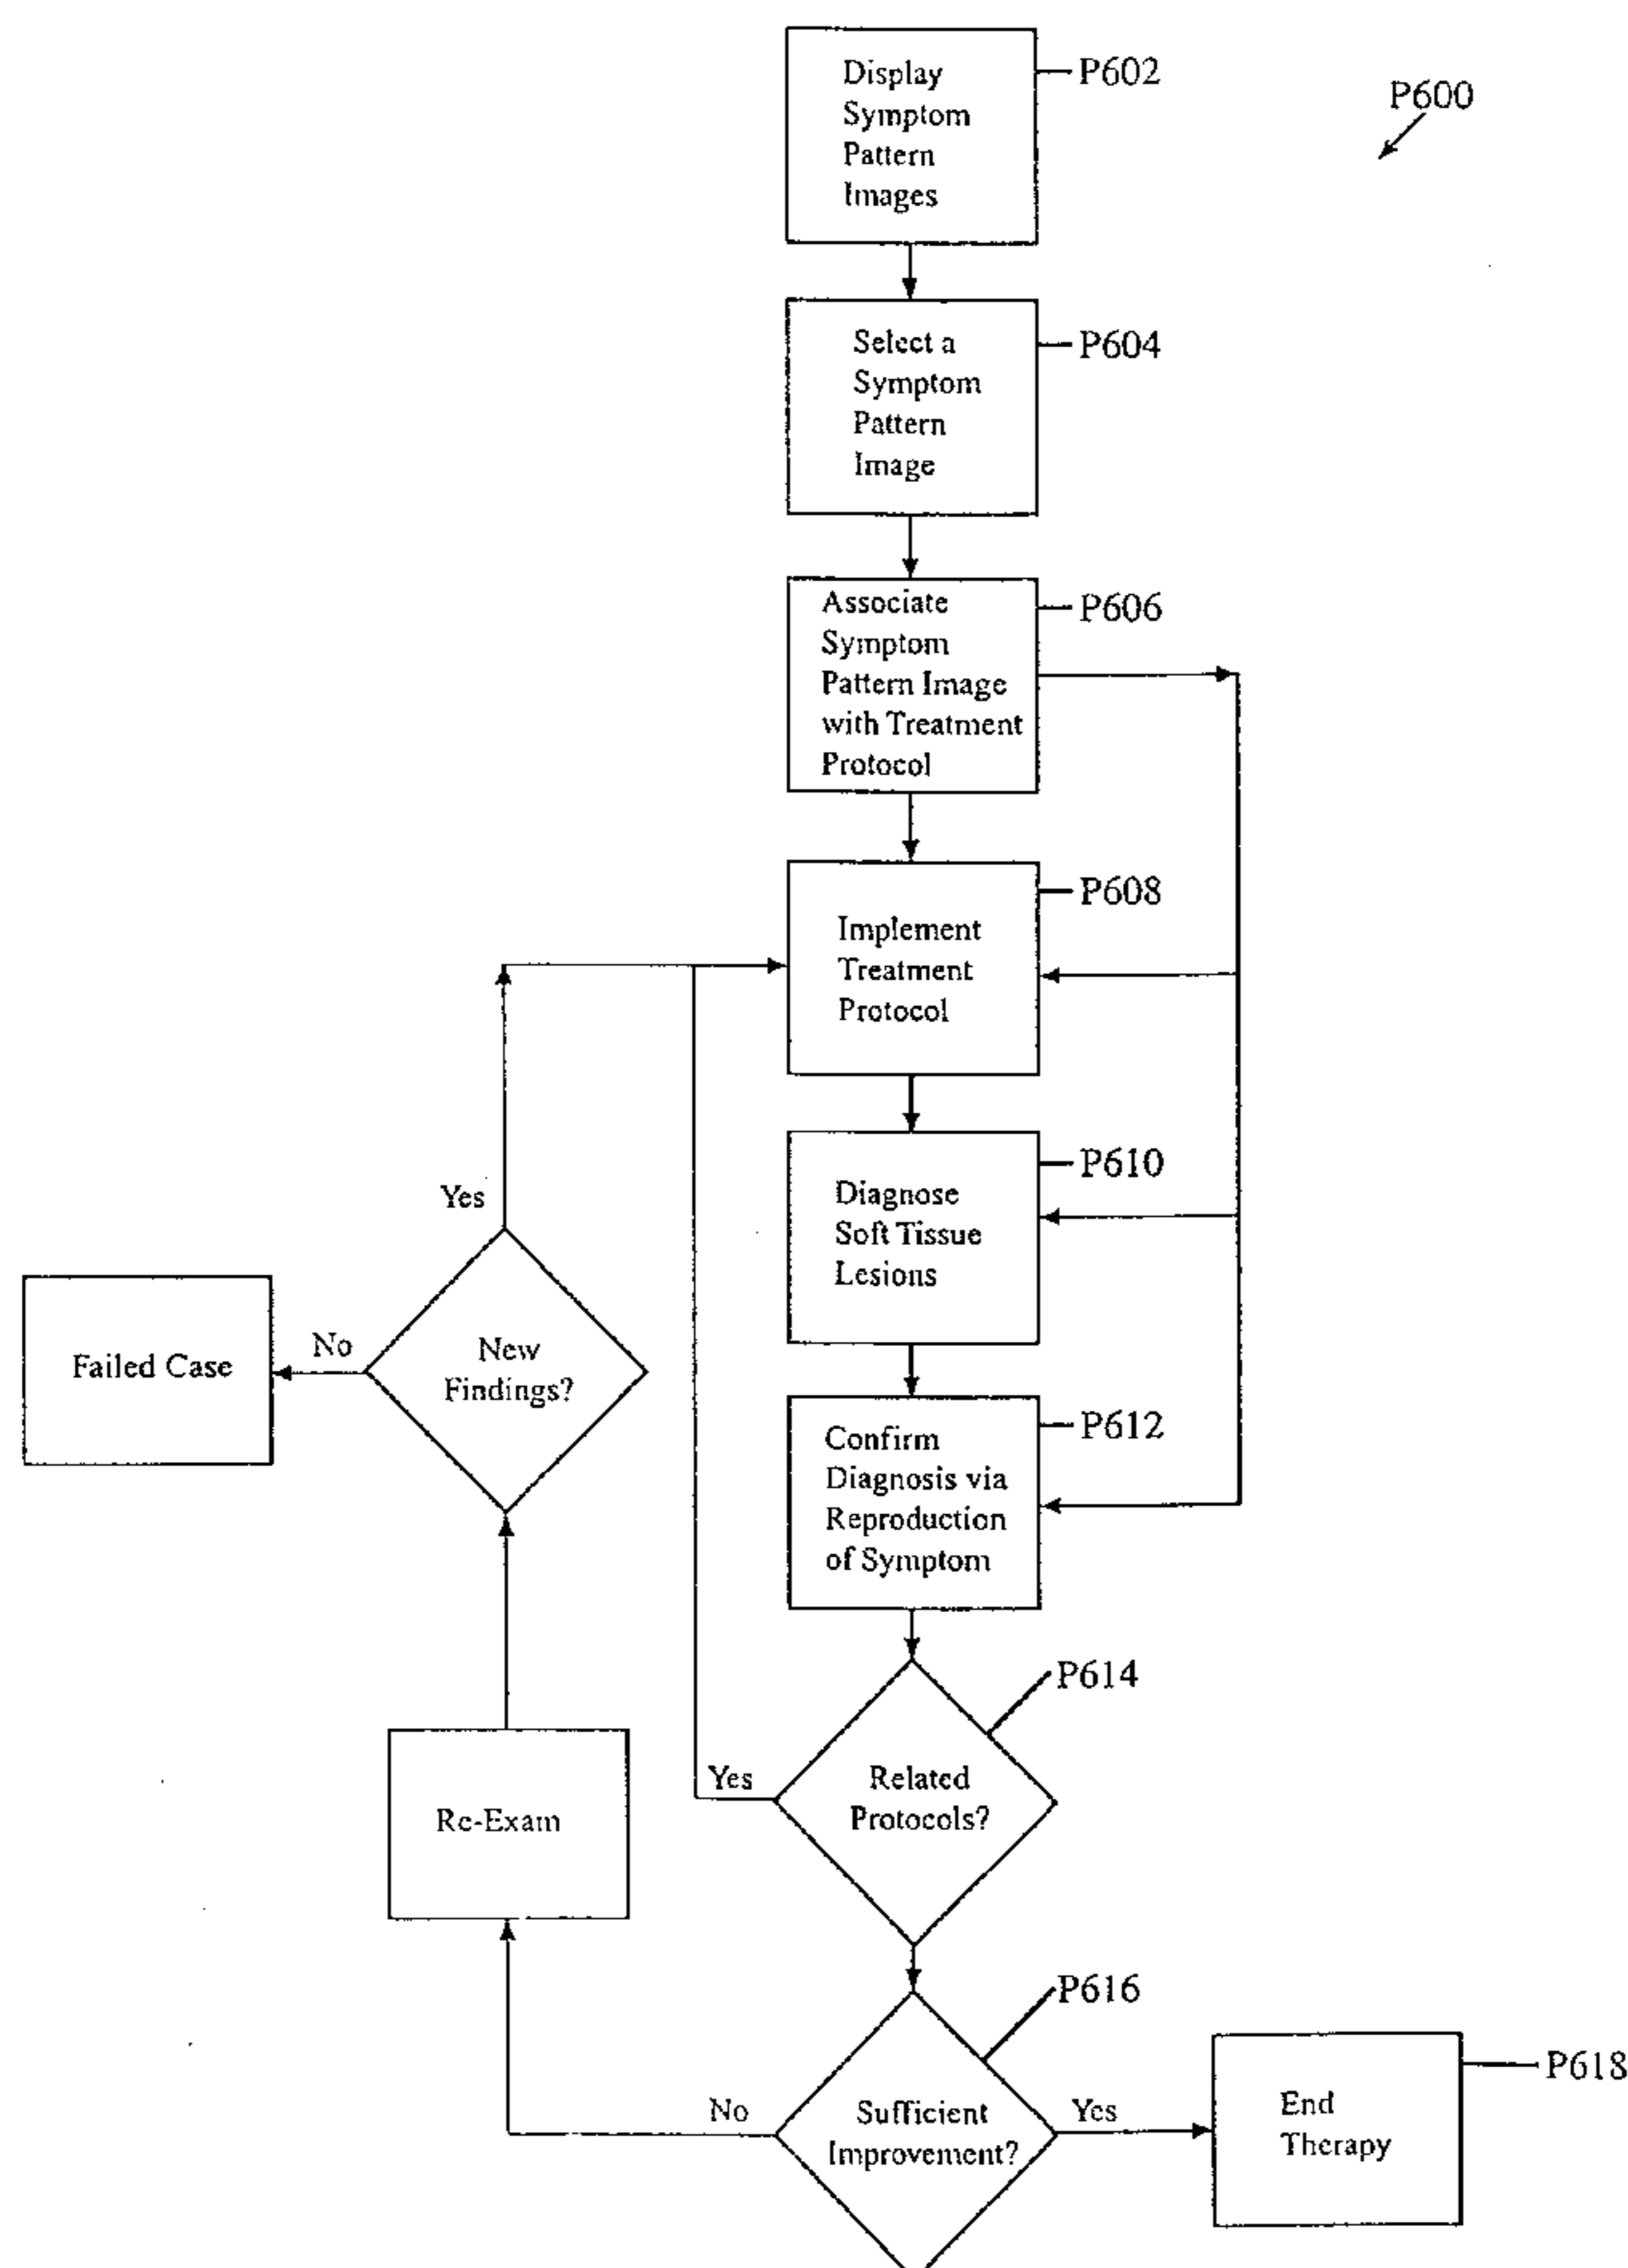 Display
Symptom
Pattern
Images
P602
P600
Select a
Symptom
Pattern
Image
P604
Associate
Symptom
Pattern Image
with Treatment
Protocol
P606
Implement
Treatment
Protocol
P608
Diagnose
Soft Tissue
Lesions
P610
Yes
New
Findings?
No
Failed Case
Confirm
Diagnosis via
Reproduction
of Symptom
P612
P614
Related
Protocols?
Yes
Re-Exam
P616
Sufficient
Improvement?
No
Yes
End
Therapy
P618